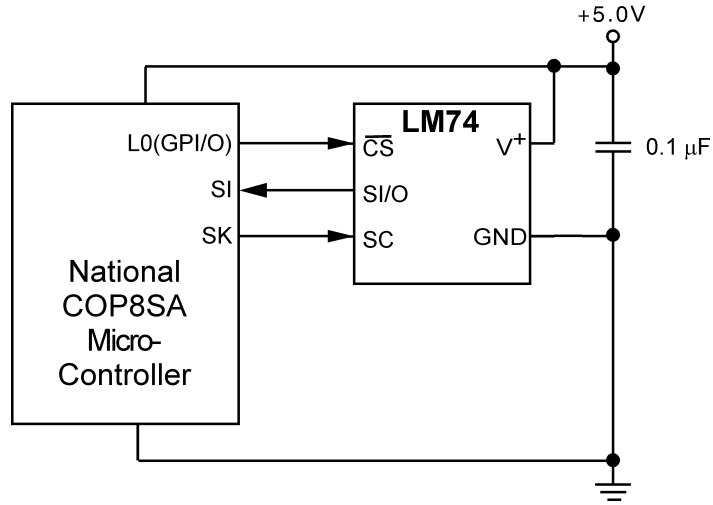 +5.0V
LM74
L0(GPI/O)
CS
V+
0.1 μF
SI
SI/O
SK
SC
GND
National
COP8SA
Micro-
Controller